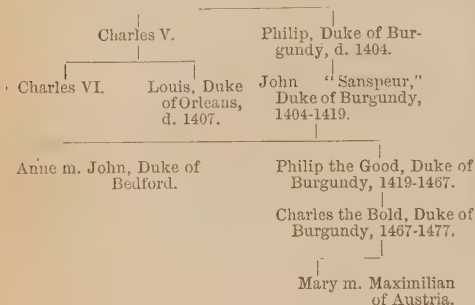 Charles V.
Philip, Duke of Bur-
gundy, d. 1404.
Charles VI.
Louis, Duke
of Orleans,
d. 1407.
John "Sanspeur,"
Duke of Burgundy,
1404-1419.
Anne m. John, Duke of
Bedford.
Philip the Good, Duke of
Burgundy, 1419-1467.
Charles the Bold, Duke of
Burgundy, 1467-1477.
Mary m. Maximilian
of Austria.